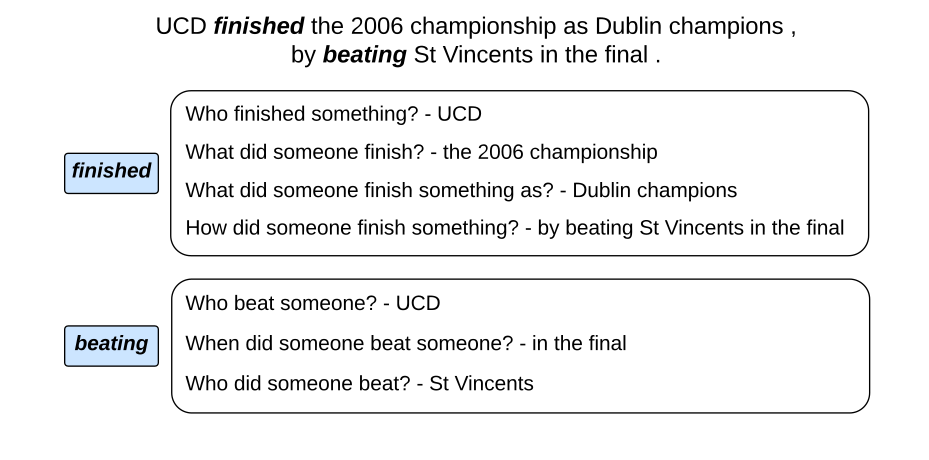 UCD finished the 2006 championship as Dublin champions ,
by beating St Vincents in the final .
finished
Who finished something? - UCD
What did someone finish? - the 2006 championship
What did someone finish something as? - Dublin champions
How did someone finish something? - by beating St Vincents in the final
beating
Who beat someone? - UCD
When did someone beat someone? - in the final
Who did someone beat? - St Vincents